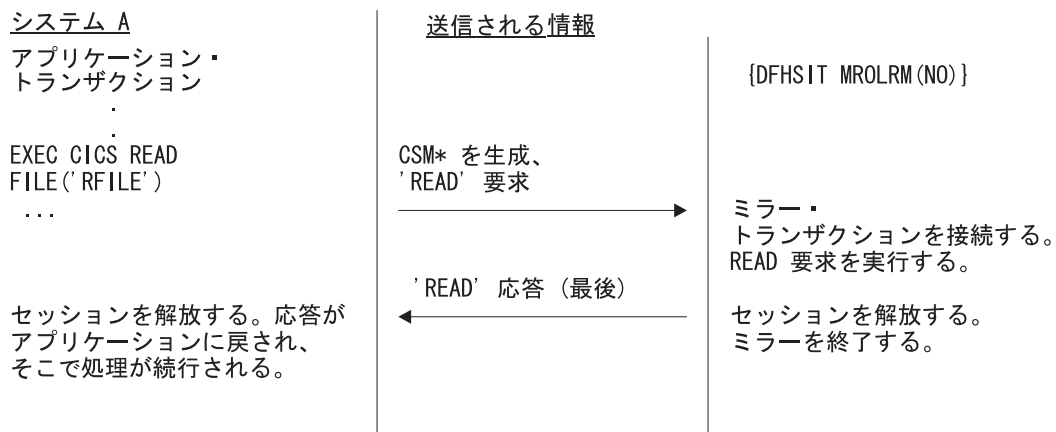 システム A
アプリケーション・
トランザクション
.
.
EXEC CICS READ
FILE('RFILE')
...
セッションを解放する。応答が
アプリケーションに戻され、
そこで処理が続行される。
送信される情報
CSM* を生成、
'READ' 要求
'READ' 応答 (最後)
{DFHSIT MROLRM(NO)}
ミラー・
トランザクションを接続する。
READ 要求を実行する。
セッションを解放する。
ミラーを終了する。